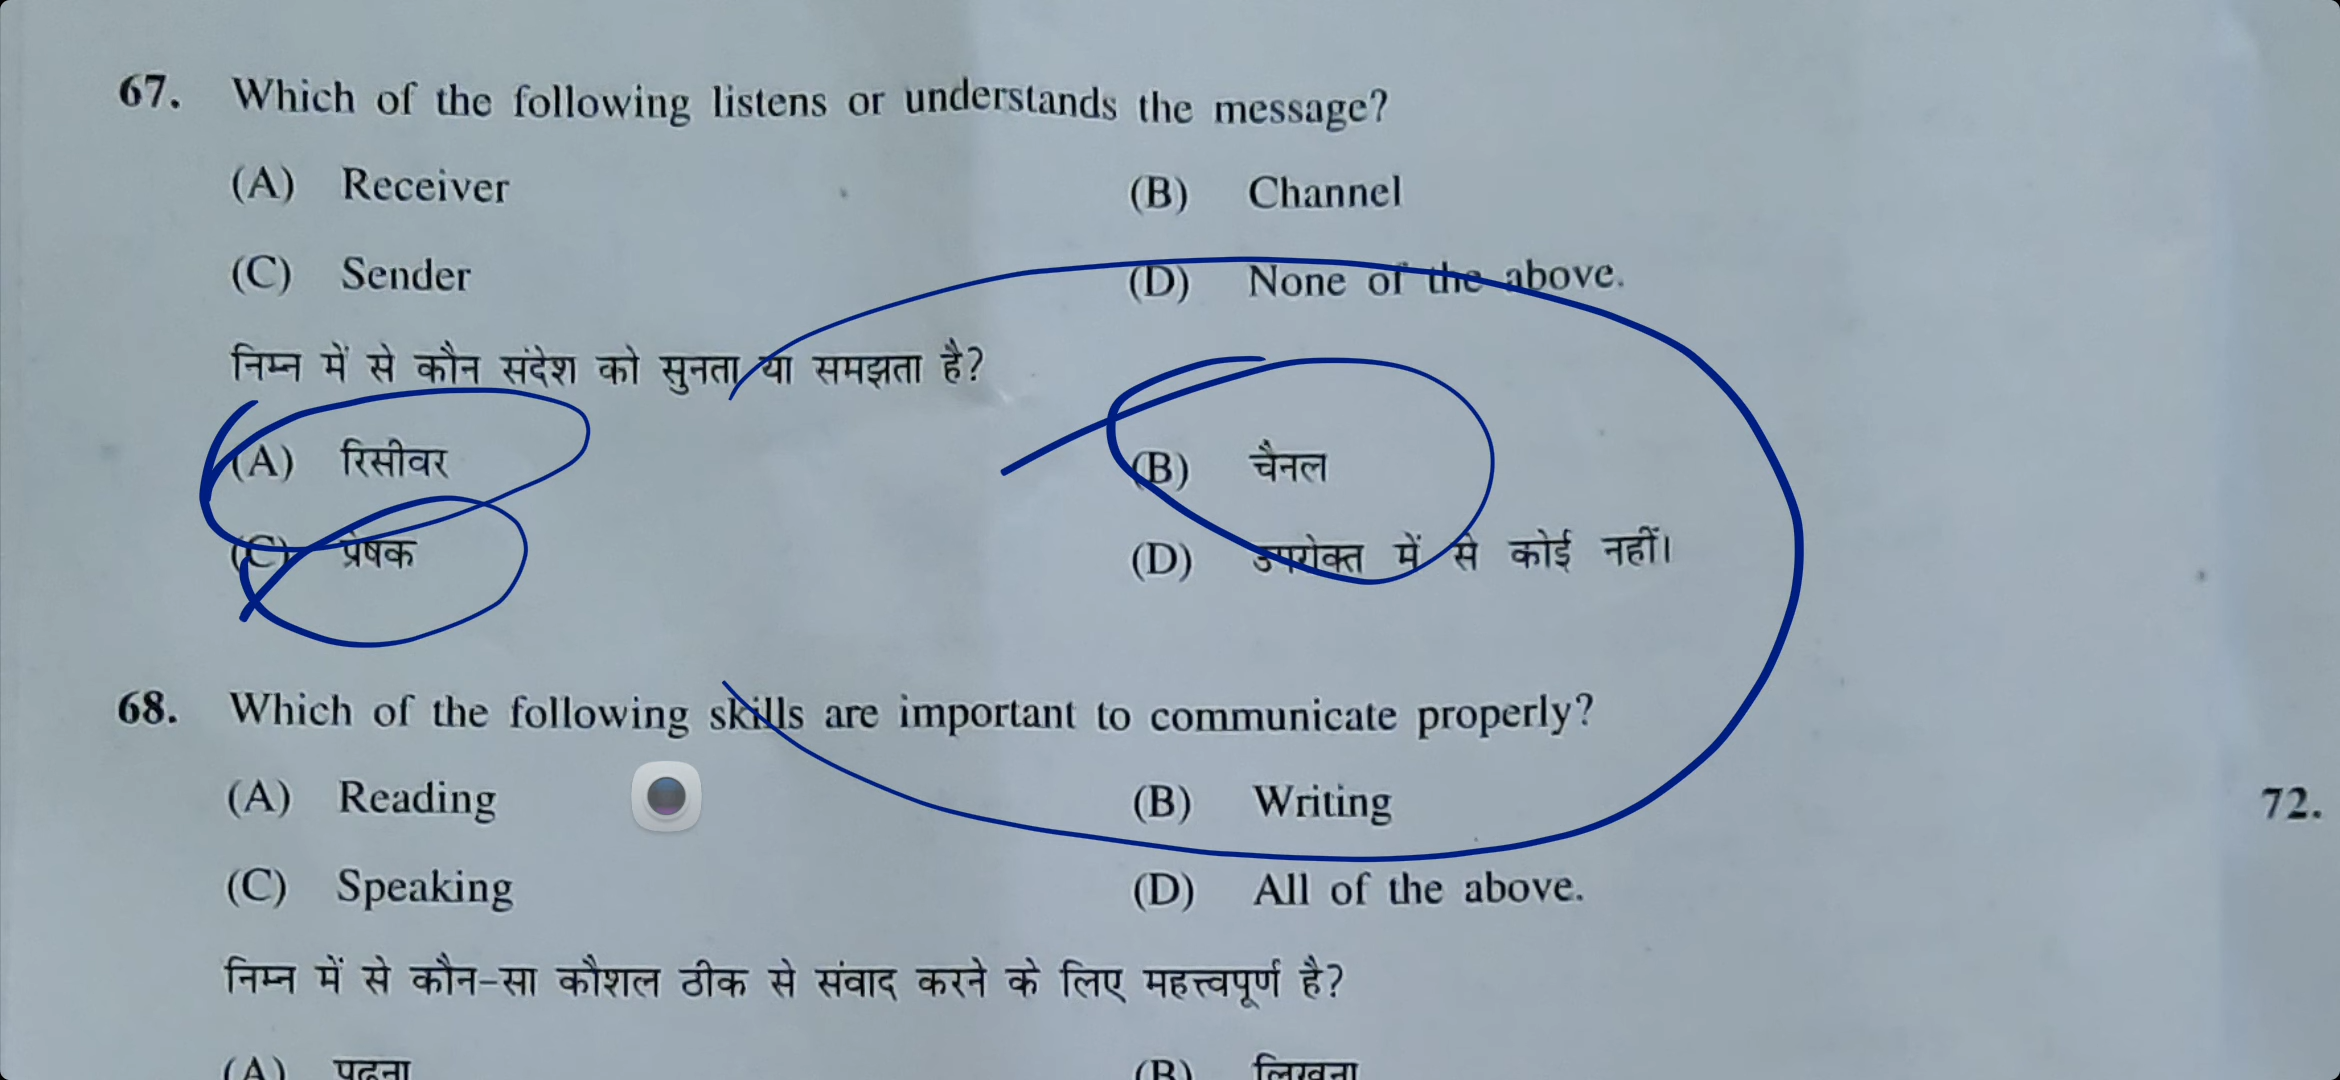 67. Which of the following listens or understands the message?
(A) Receiver (B) Channel
(C) Sender (D) None of the above.
निम्न में से कौन संदेश को सुनता या समझता है?
(A) रिसीवर (B) चैनल
(C) प्रेषक (D) उपरोक्त में से कोई नहीं।
68. Which of the following skills are important to communicate properly?
(A) Reading (B) Writing
72.
(C) Speaking (D) All of the above.
निम्न में से कौन-सा कौशल ठीक से संवाद करने के लिए महत्त्वपूर्ण है?
(A) पढ़ना (B) लिखना